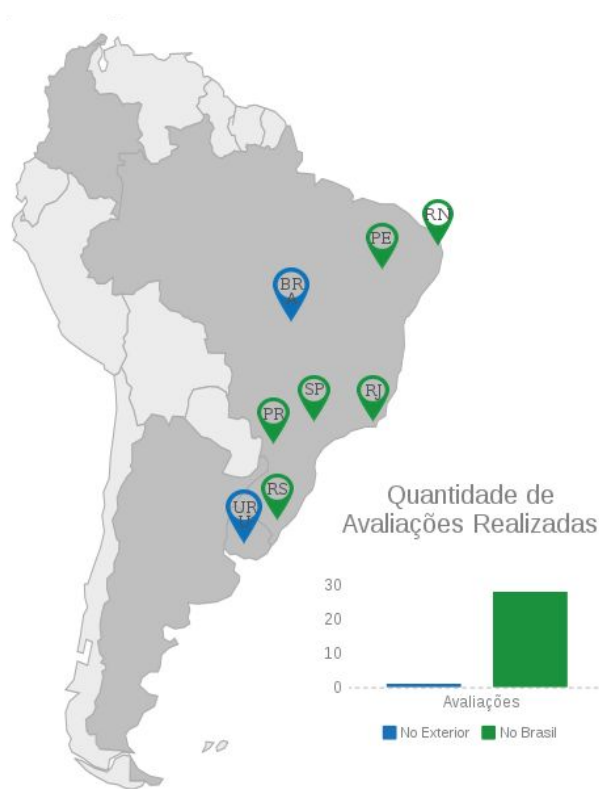 RN
PE
BR
A
SP
RJ
PR
RS
UR
U
Quantidade de
Avaliações Realizadas
30
20
10
0
Avaliações
No Exterior No Brasil